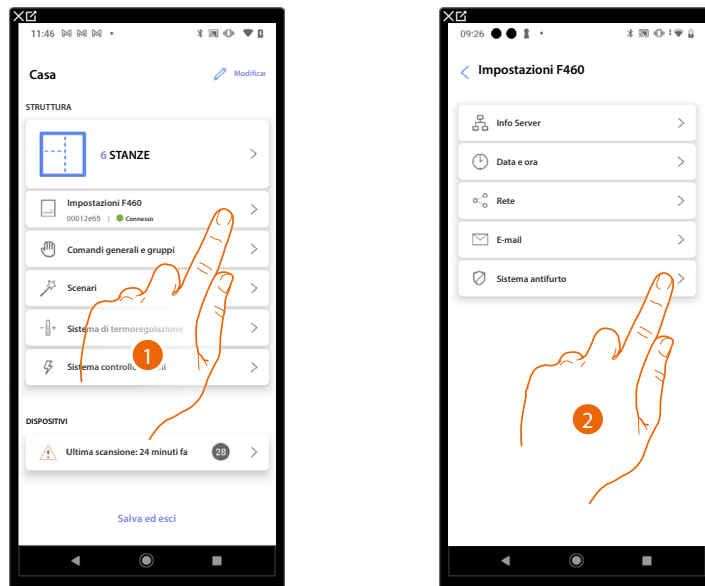 11:46
Casa
Modificar
STRUTTURA
6 STANZE
Impostazioni F460
00012e65 | Connesso
Comandi generali e gruppi
Scenari
Sistema di termoregolazione
Sistema controllo
1
DISPOSITIVI
Ultima scansione: 24 minuti fa 28
Salva ed esci
09:26
Impostazioni F460
Info Server
Data e ora
Rete
E-mail
Sistema antifurto
2